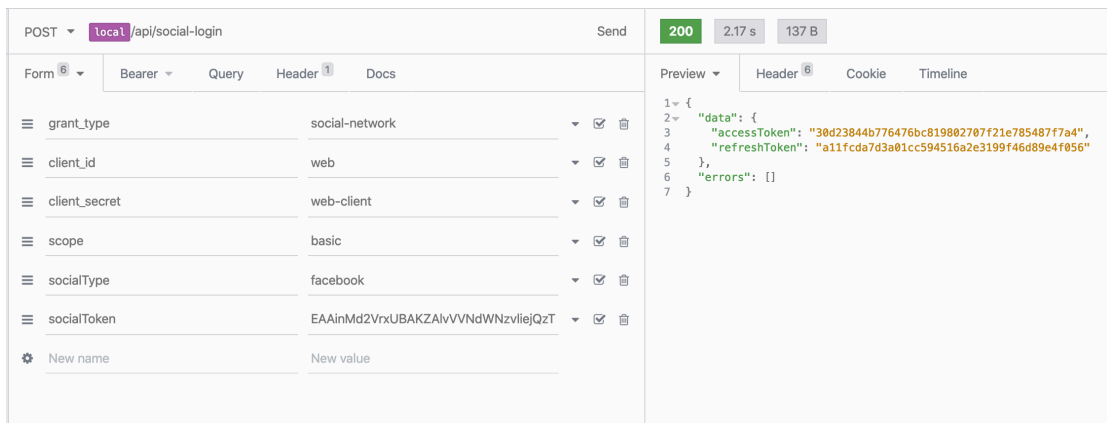 POST local /api/social-login Send
200 2.17 s 137 B
Form 6 Bearer Query Header 1 Docs
Preview Header 6 Cookie Timeline
grant_type social-network
client_id web
client_secret web-client
scope basic
socialType facebook
socialToken EAAinMd2VrxUBAKZAlvVVNdWNzvliejQzT
New name New value
1 {
2 "data": {
3 "accessToken": "30d23844b776476bc819802707f21e785487f7a4",
4 "refreshToken": "a11fcda7d3a01cc594516a2e3199f46d89e4f056"
5 },
6 "errors": []
7 }